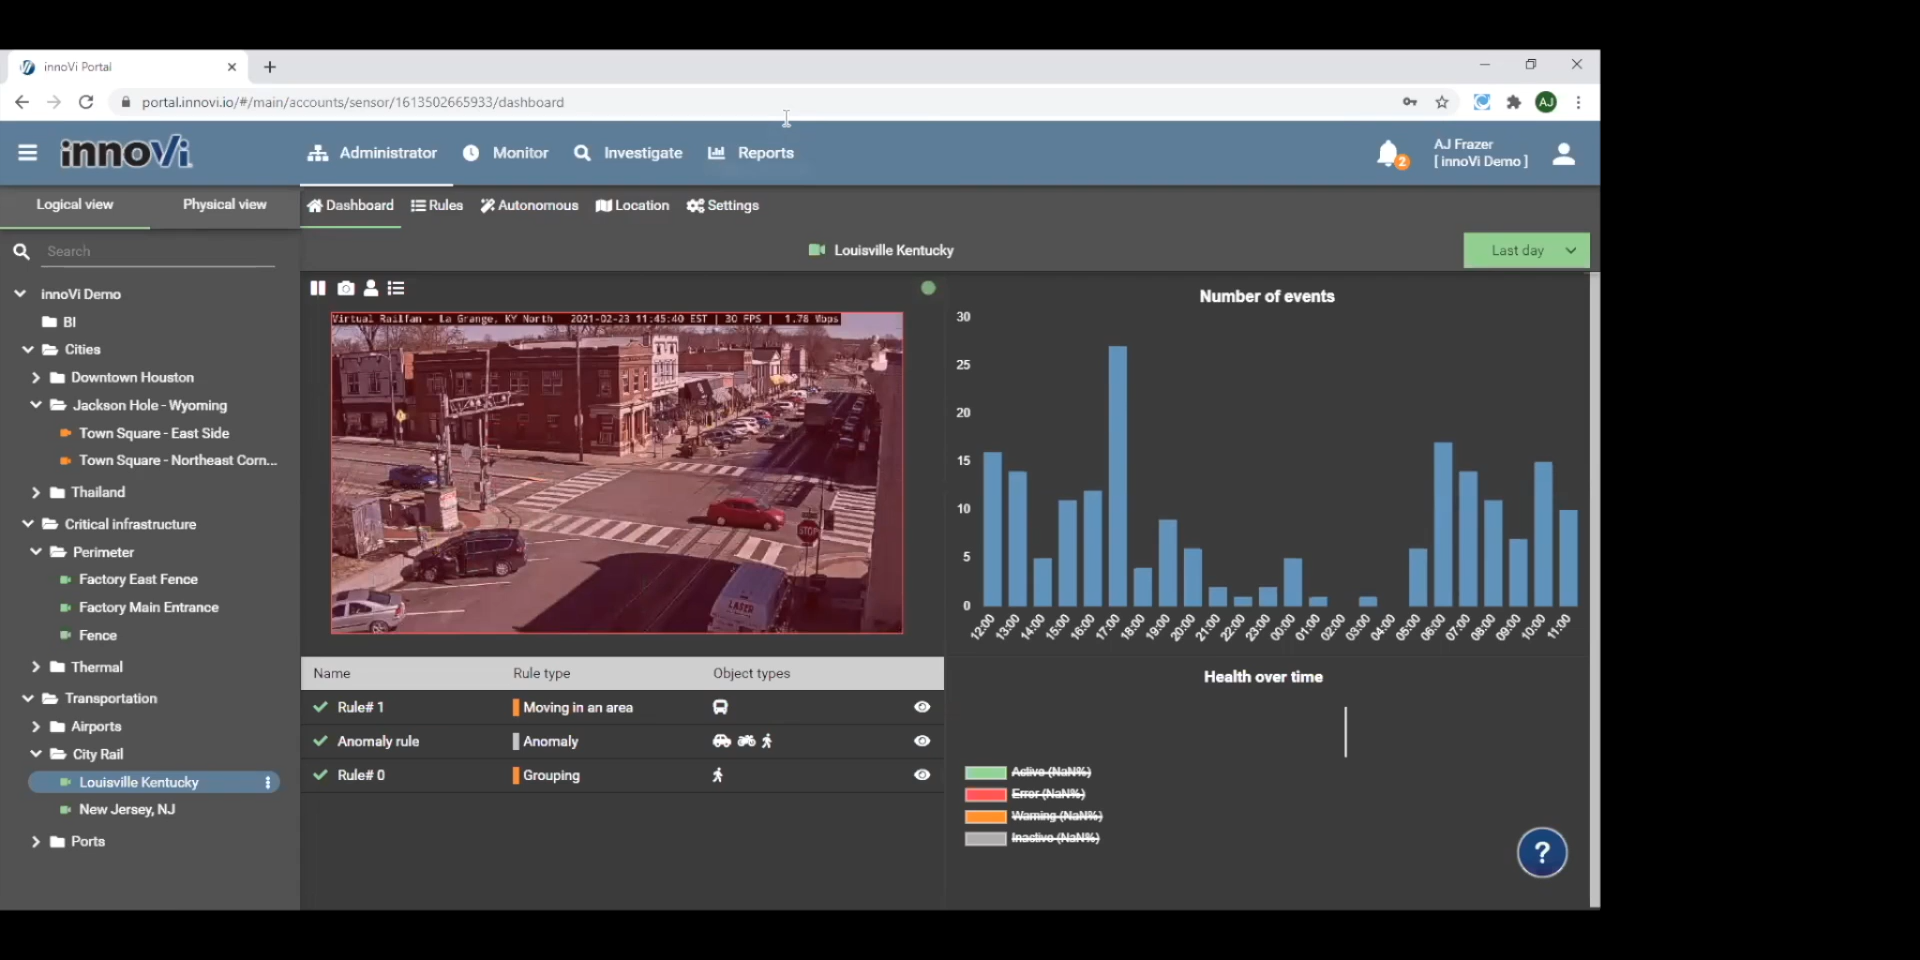 innoVi Portal
portal.innovi.io/#/main/accounts/sensor/1613502665933/dashboard
AJ
innoVi
Administrator
Monitor
Investigate
Reports
2
AJ Frazer
[ innoVi Demo ]
Logical view
Physical view
Dashboard
Rules
Autonomous
Location
Settings
Search
Louisville Kentucky
Last day
innoVi Demo
BI
Cities
Downtown Houston
Jackson Hole - Wyoming
Town Square - East Side
Town Square - Northeast Corn...
Thailand
Critical infrastructure
Perimeter
Factory East Fence
Factory Main Entrance
Fence
Thermal
Transportation
Airports
City Rail
Louisville Kentucky
New Jersey, NJ
Ports
Virtual Railfan - La Grange, KY North 2021-02-23 11:45:40 EST | 30 FPS | 1.78 Mbps
STOP
LASER
Name Rule type Object types
Rule# 1 Moving in an area
Anomaly rule Anomaly
Rule# 0 Grouping
Number of events
30
25
20
15
10
5
0
12:00 13:00 14:00 15:00 16:00 17:00 18:00 19:00 20:00 21:00 22:00 23:00 00:00 01:00 02:00 03:00 04:00 05:00 06:00 07:00 08:00 09:00 10:00 11:00
Health over time
Active (NaN%)
Error (NaN%)
Warning (NaN%)
Inactive (NaN%)
?